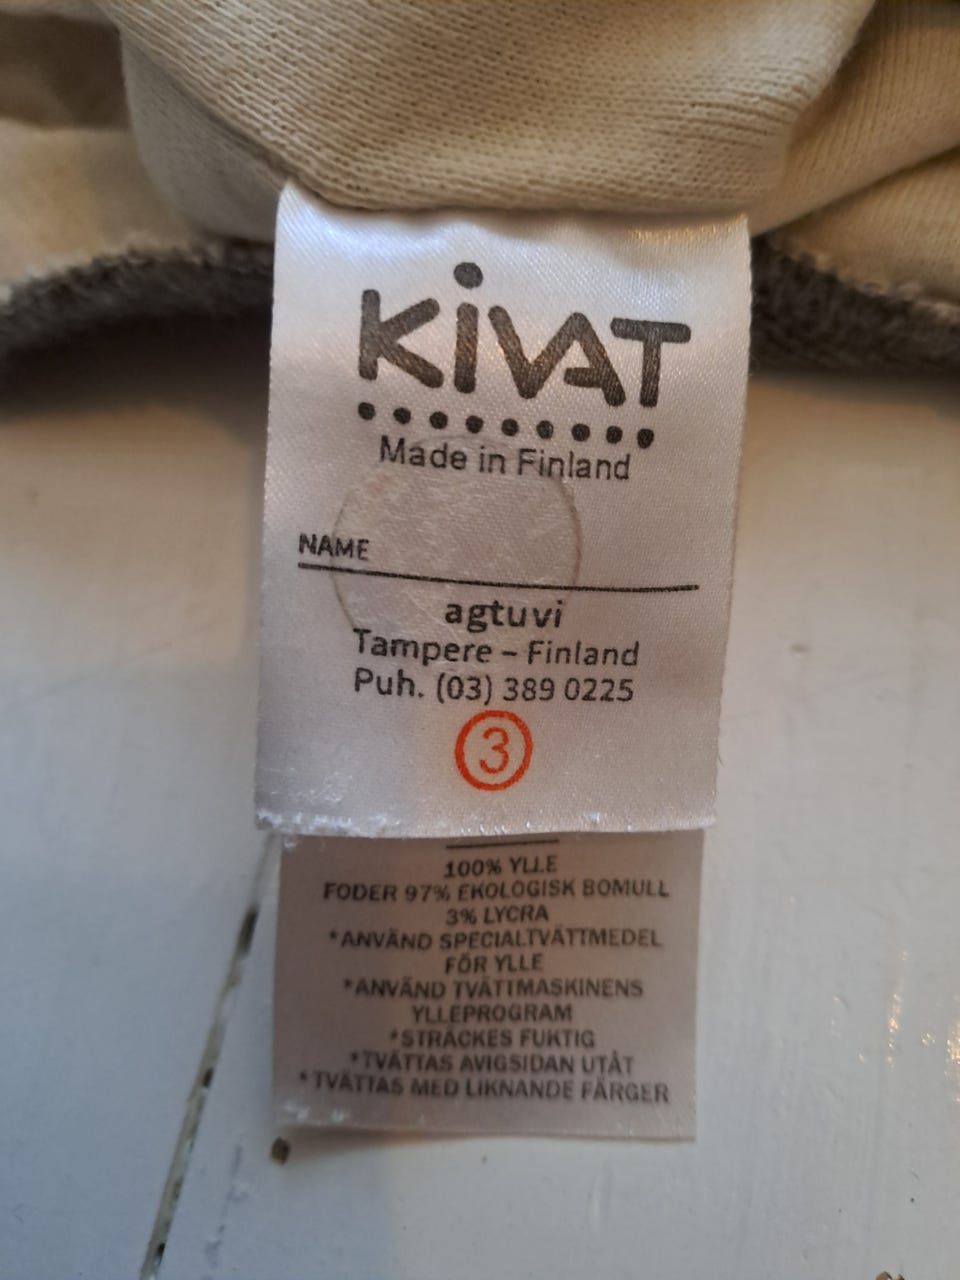 KiVAT
Made in Finland
NAME
agtuvi
Tampere – Finland
Puh. (03) 389 0225
3
100% YLLE
FODER 97% EKOLOGISK BOMULL
3% LYCRA
*ANVÄND SPECIALTVÄTTMEDEL
FÖR YLLE
*ANVÄND TVÄTTMASKINENS
YLLEPROGRAM
*STRÄCKES FUKTIG
*TVÄTTAS AVIGSIDAN UTÅT
*TVÄTTAS MED LIKNANDE FÄRGER